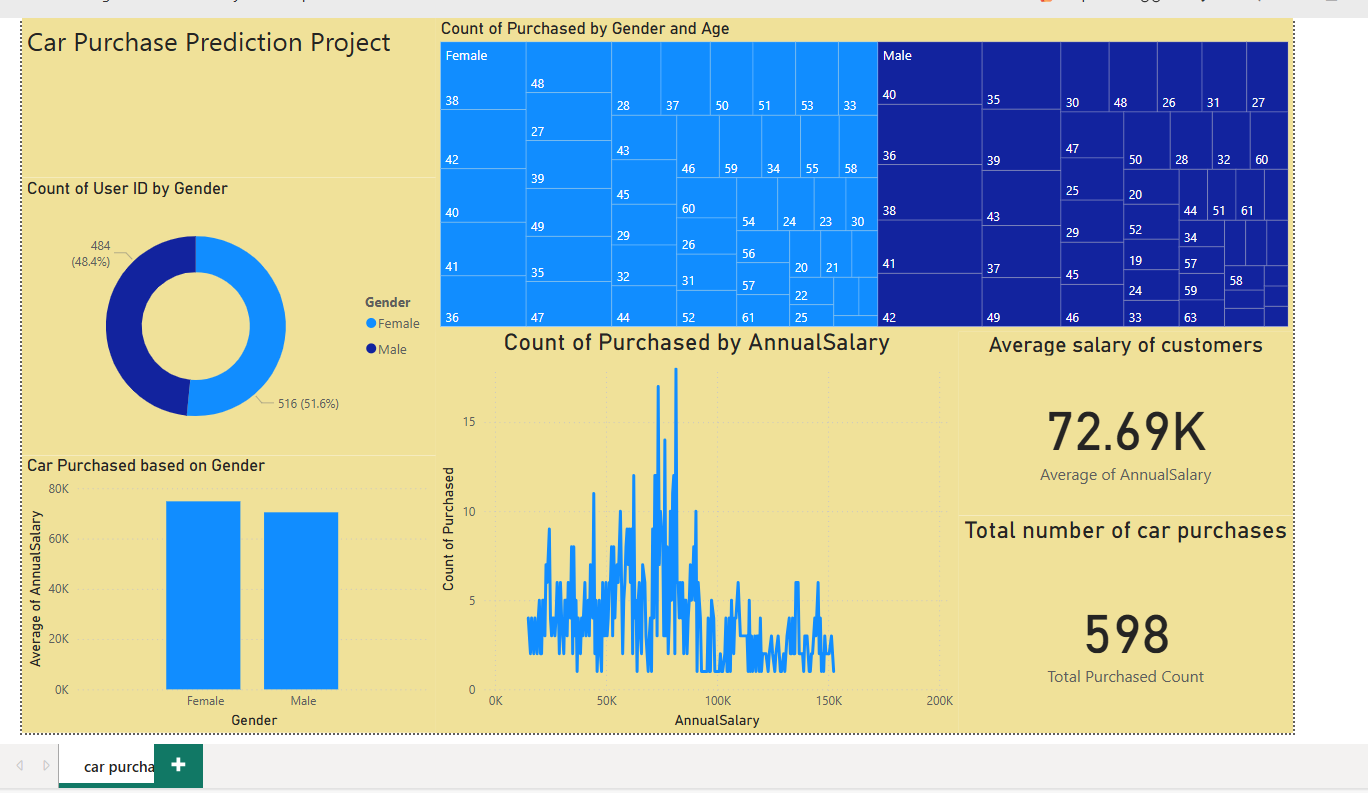 Car Purchase Prediction Project
Count of User ID by Gender
484
(48.4%)
516 (51.6%)
Gender
Female
Male
Car Purchased based on Gender
80K
60K
40K
20K
0K
Average of AnnualSalary
Female
Male
Gender
Count of Purchased by Gender and Age
Female
38
42
40
41
36
48
27
39
49
35
47
28
37
50
51
53
33
43
45
29
32
44
46
59
34
55
58
60
26
31
52
54
24
23
30
56
57
61
20
21
22
25
Male
40
36
38
41
42
35
39
43
37
49
30
48
26
31
27
47
25
29
45
46
50
28
32
60
20
52
19
24
33
44
51
61
34
57
59
63
58
Count of Purchased by AnnualSalary
15
10
5
0
Count of Purchased
0K
50K
100K
150K
200K
AnnualSalary
Average salary of customers
72.69K
Average of AnnualSalary
Total number of car purchases
598
Total Purchased Count
car purcha